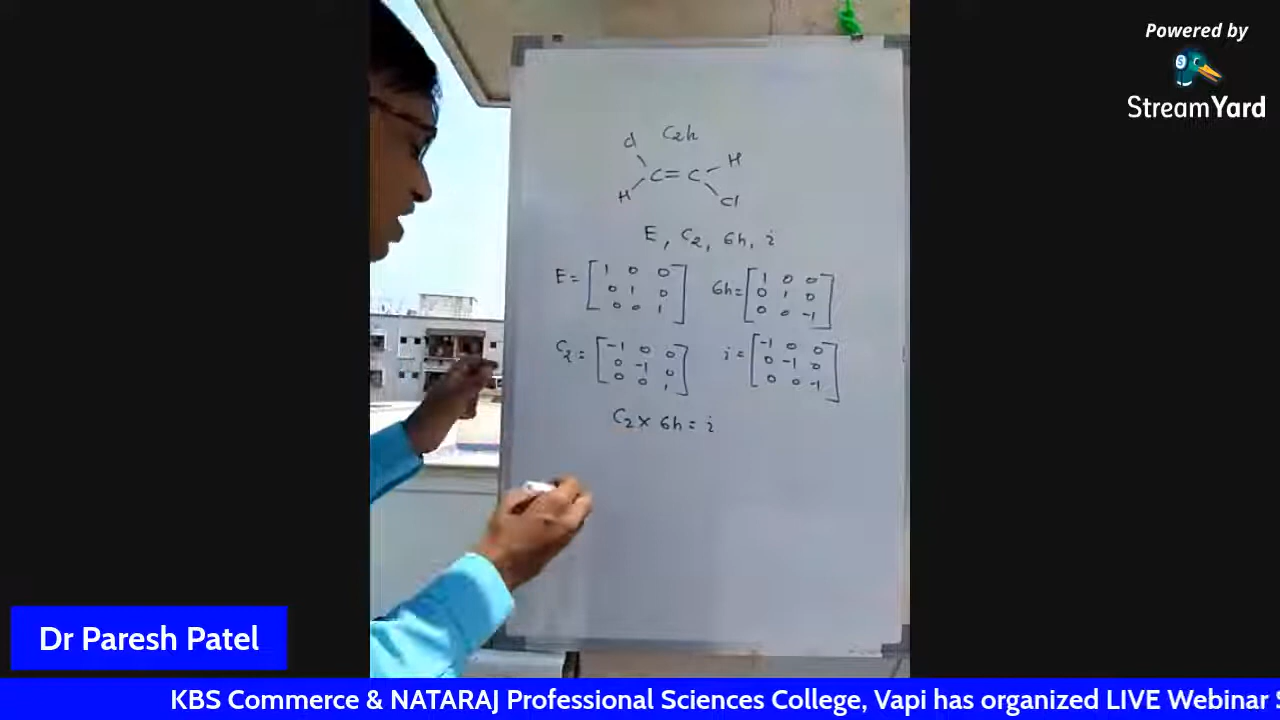 Powered by
StreamYard
C2h
Cl H
C=C
H Cl
E, C2, 6h, i
E= [1 0 0 6h= [1 0 0
0 1 0 0 1 0
0 0 1] 0 0 -1]
C2= [-1 0 0 i= [-1 0 0
0 -1 0 0 -1 0
0 0 1] 0 0 -1]
C2 × 6h = i
Dr Paresh Patel
KBS Commerce & NATARAJ Professional Sciences College, Vapi has organized LIVE Webinar S